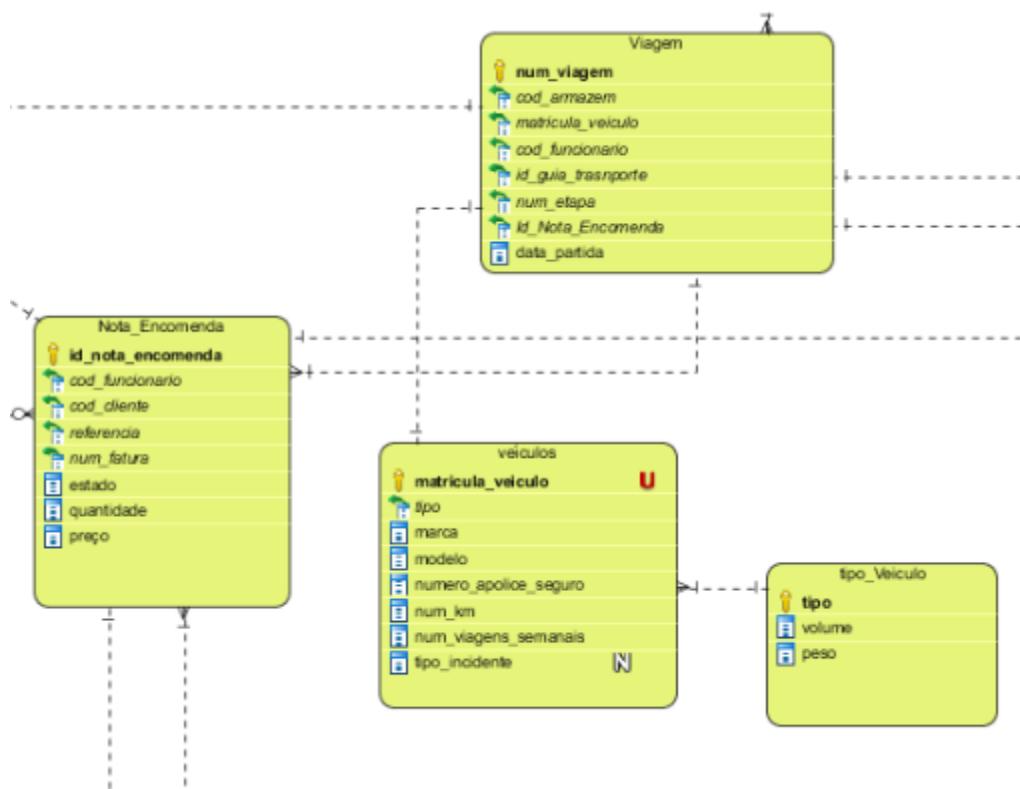 Viagem
num_viagem
cod_armazem
matricula_veiculo
cod_funcionario
id_guia_trasnporte
num_etapa
Id_Nota_Encomenda
data_partida
Nota_Encomenda
id_nota_encomenda
cod_funcionario
cod_cliente
referencia
num_fatura
estado
quantidade
preço
veiculos
matricula_veiculo U
tipo
marca
modelo
numero_apolice_seguro
num_km
num_viagens_semanais
tipo_incidente N
tipo_Veiculo
tipo
volume
peso